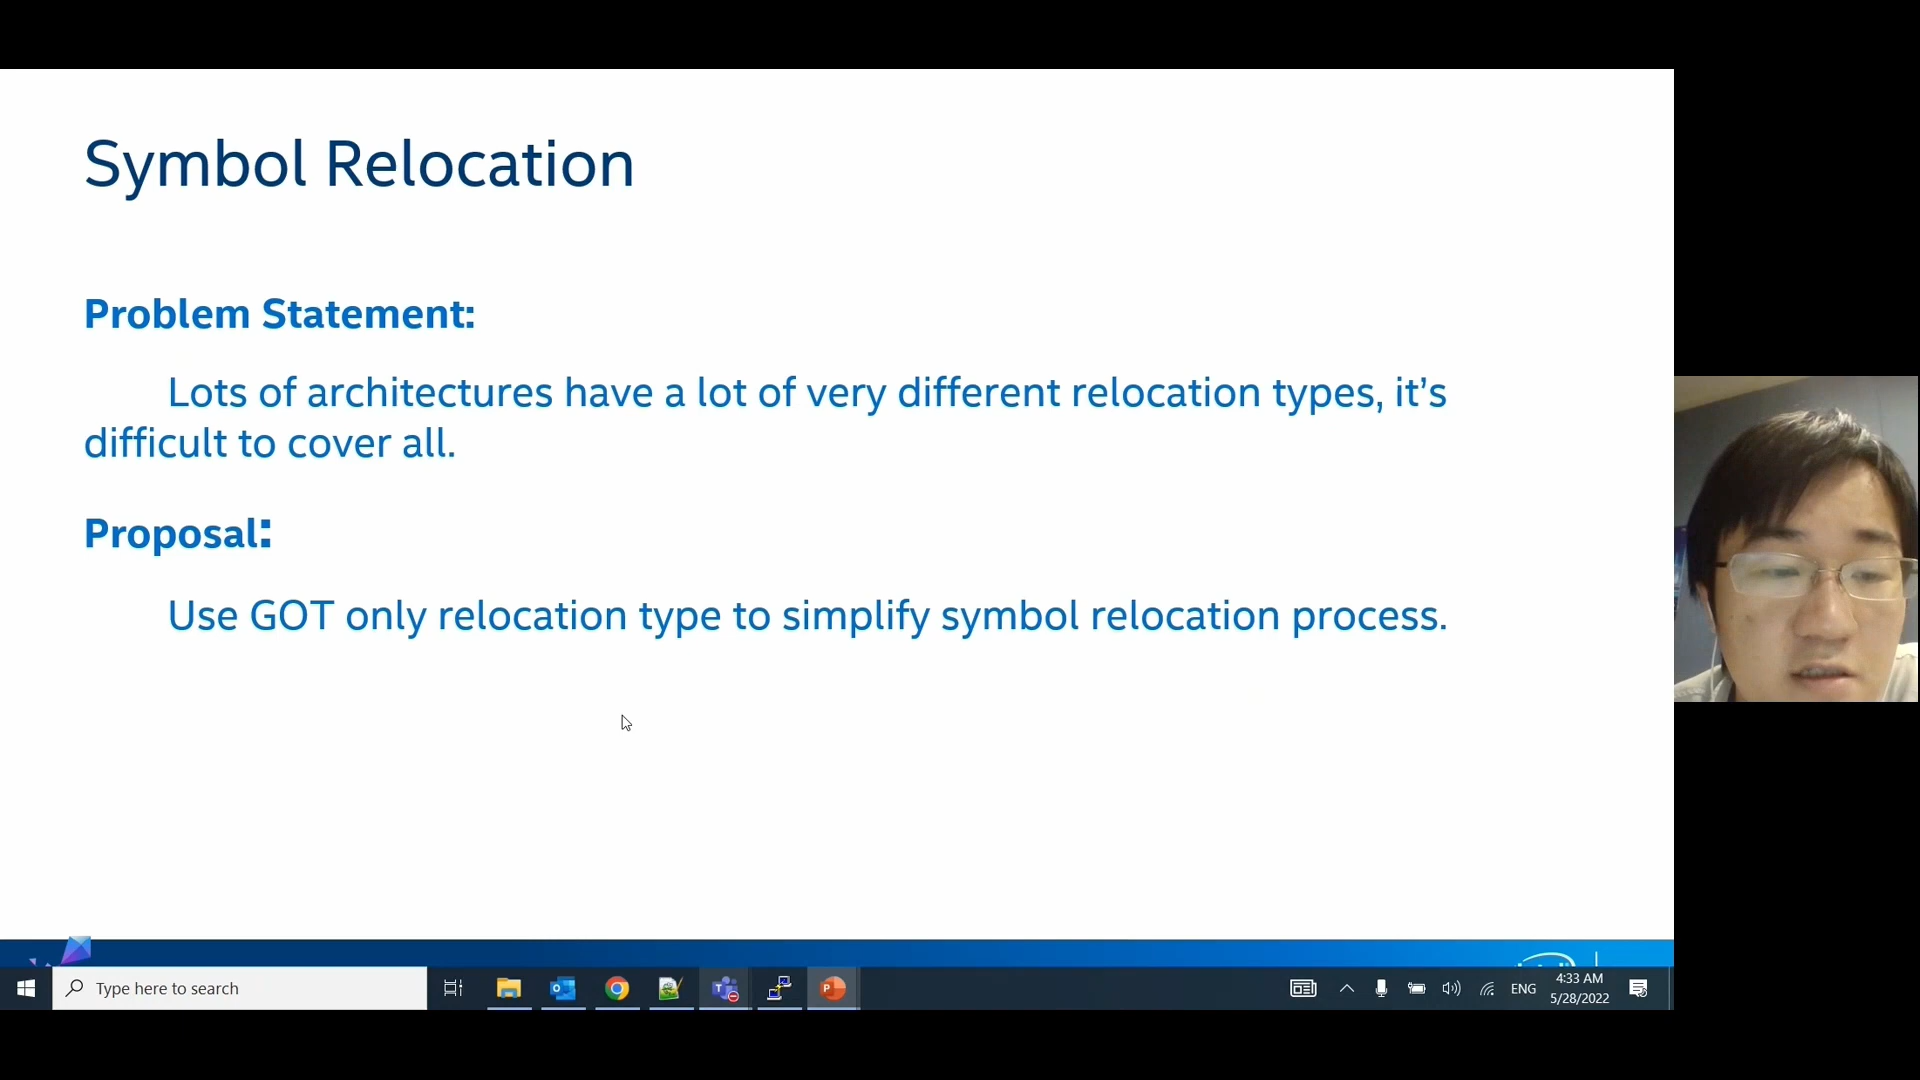 Symbol Relocation
Problem Statement:
Lots of architectures have a lot of very different relocation types, it’s
difficult to cover all.
Proposal:
Use GOT only relocation type to simplify symbol relocation process.
Type here to search
ENG
4:33 AM
5/28/2022